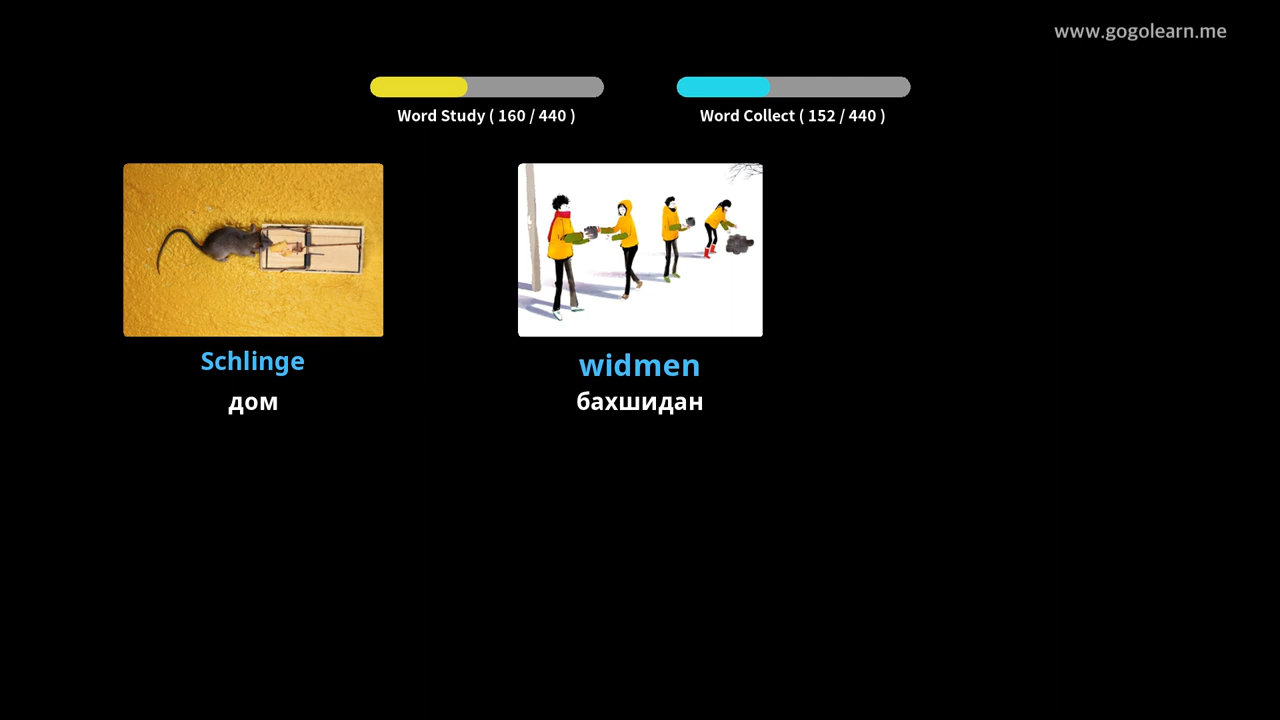 www.gogolearn.me
Word Study ( 160 / 440 )
Word Collect ( 152 / 440 )
Schlinge
дом
widmen
бахшидан